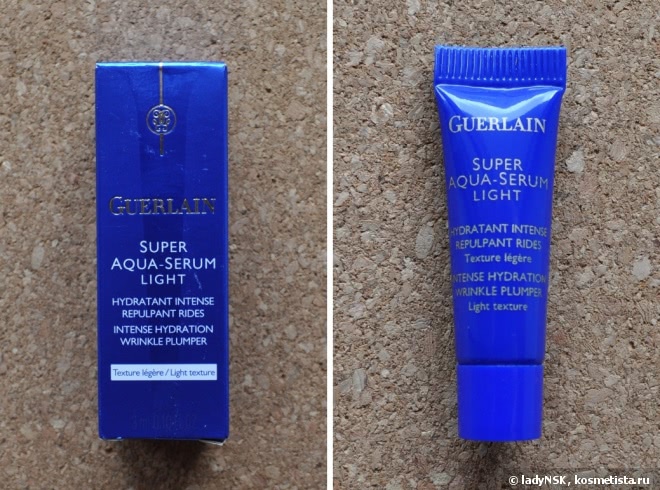 GUERLAIN
SUPER
AQUA-SERUM
LIGHT
HYDRATANT INTENSE
REPULPANT RIDES
INTENSE HYDRATION
WRINKLE PLUMPER
Texture légère / Light texture
GUERLAIN
SUPER
AQUA-SERUM
LIGHT
HYDRATANT INTENSE
REPULPANT RIDES
Texture légère
INTENSE HYDRATION
WRINKLE PLUMPER
Light texture
© ladyNSK, kosmetista.ru